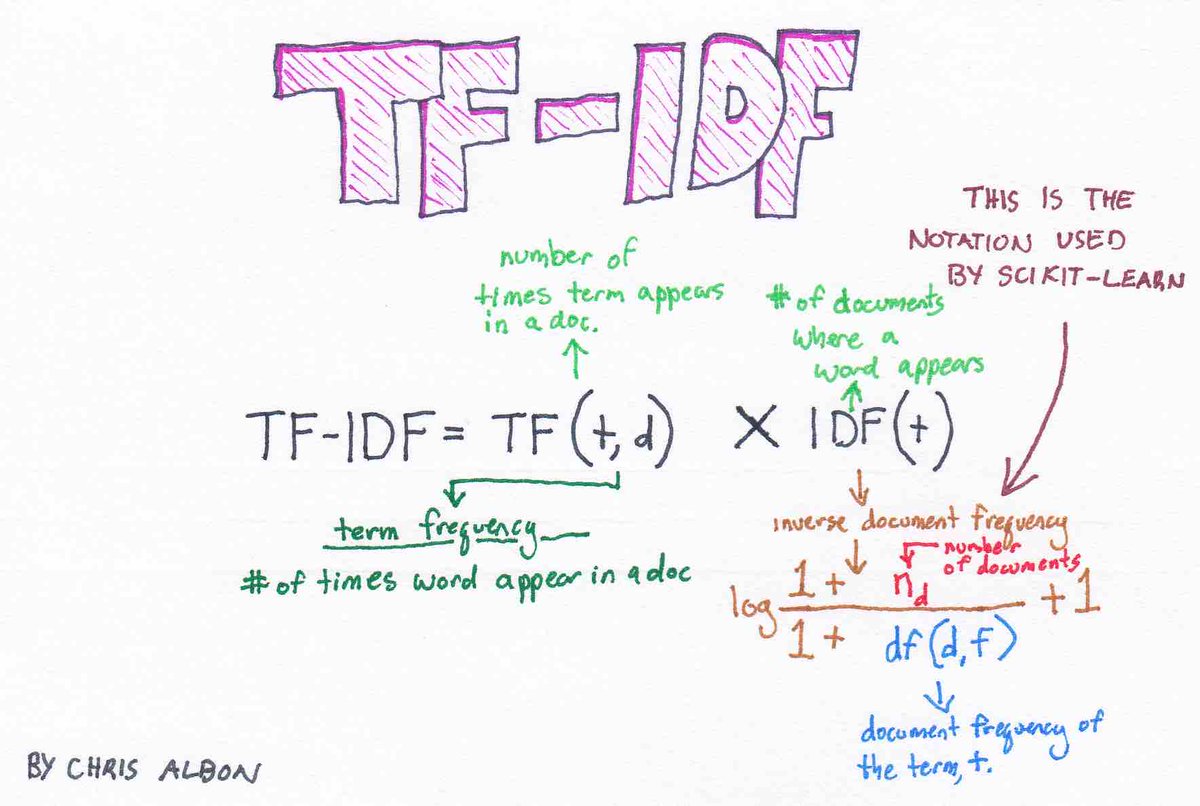 TF-IDF
THIS IS THE
NOTATION USED
BY SCIKIT-LEARN
number of
times term appears
in a doc.
# of documents
where a
word appears
TF-IDF = TF(t,d) X IDF(t)
term frequency
# of times word appear in a doc
inverse document frequency
number
of documents
log 1+ n_d / 1+ df(d,f) +1
document frequency of
the term, t.
BY CHRIS ALBON